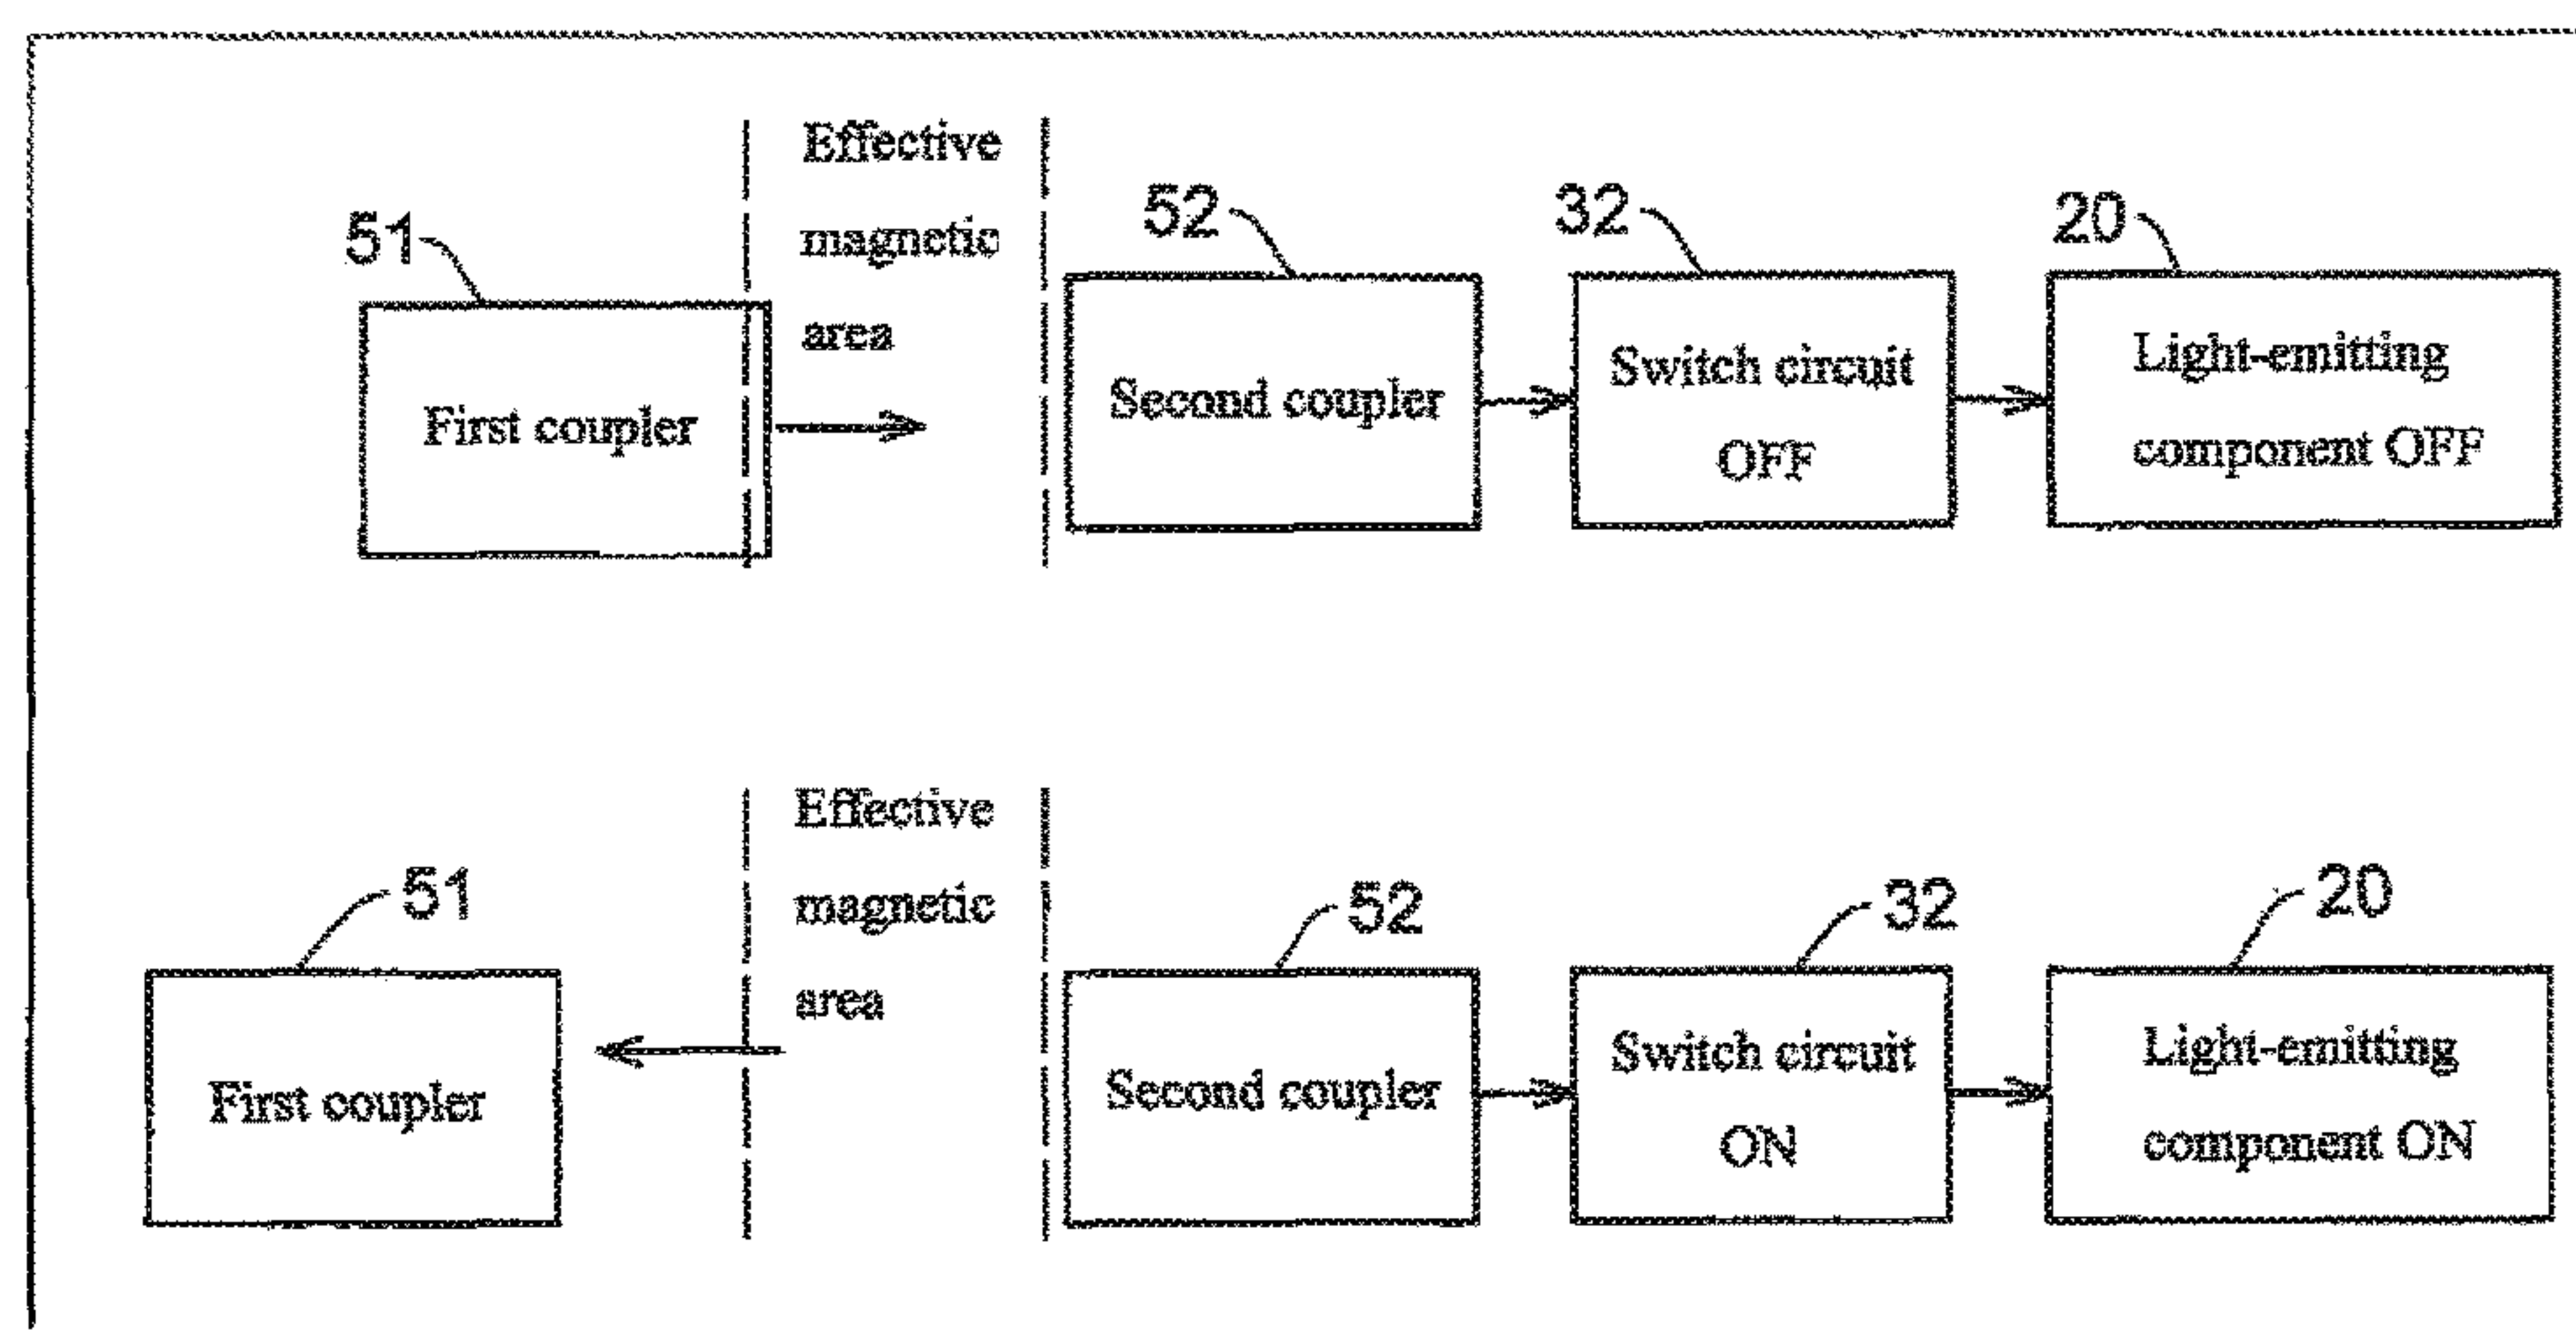 Effective
magnetic
area
51
52
32
20
First coupler
Second coupler
Switch circuit
OFF
Light-emitting
component OFF
Effective
magnetic
area
51
52
32
20
First coupler
Second coupler
Switch circuit
ON
Light-emitting
component ON